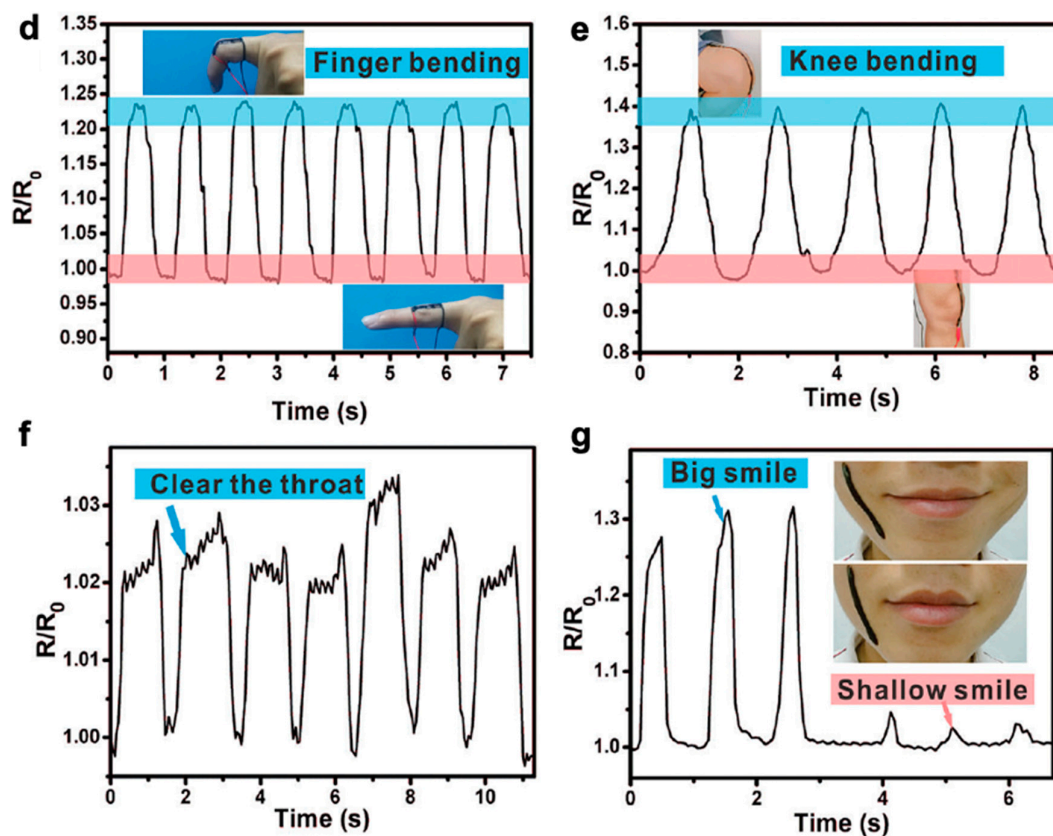 d
Finger bending
R/R0
1.35
1.30
1.25
1.20
1.15
1.10
1.05
1.00
0.95
0.90
0 1 2 3 4 5 6 7
Time (s)
e
Knee bending
R/R0
1.6
1.5
1.4
1.3
1.2
1.1
1.0
0.9
0.8
0 2 4 6 8
Time (s)
f
Clear the throat
R/R0
1.03
1.02
1.01
1.00
0 2 4 6 8 10
Time (s)
g
Big smile
Shallow smile
R/R0
1.3
1.2
1.1
1.0
0 2 4 6
Time (s)